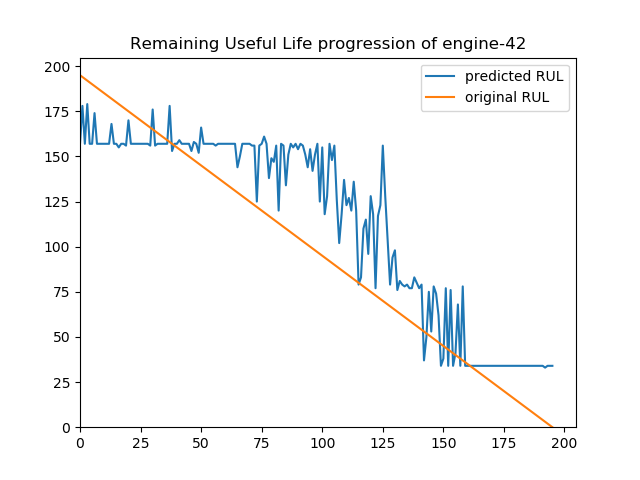 Remaining Useful Life progression of engine-42
predicted RUL
original RUL
200
175
150
125
100
75
50
25
0
0 25 50 75 100 125 150 175 200